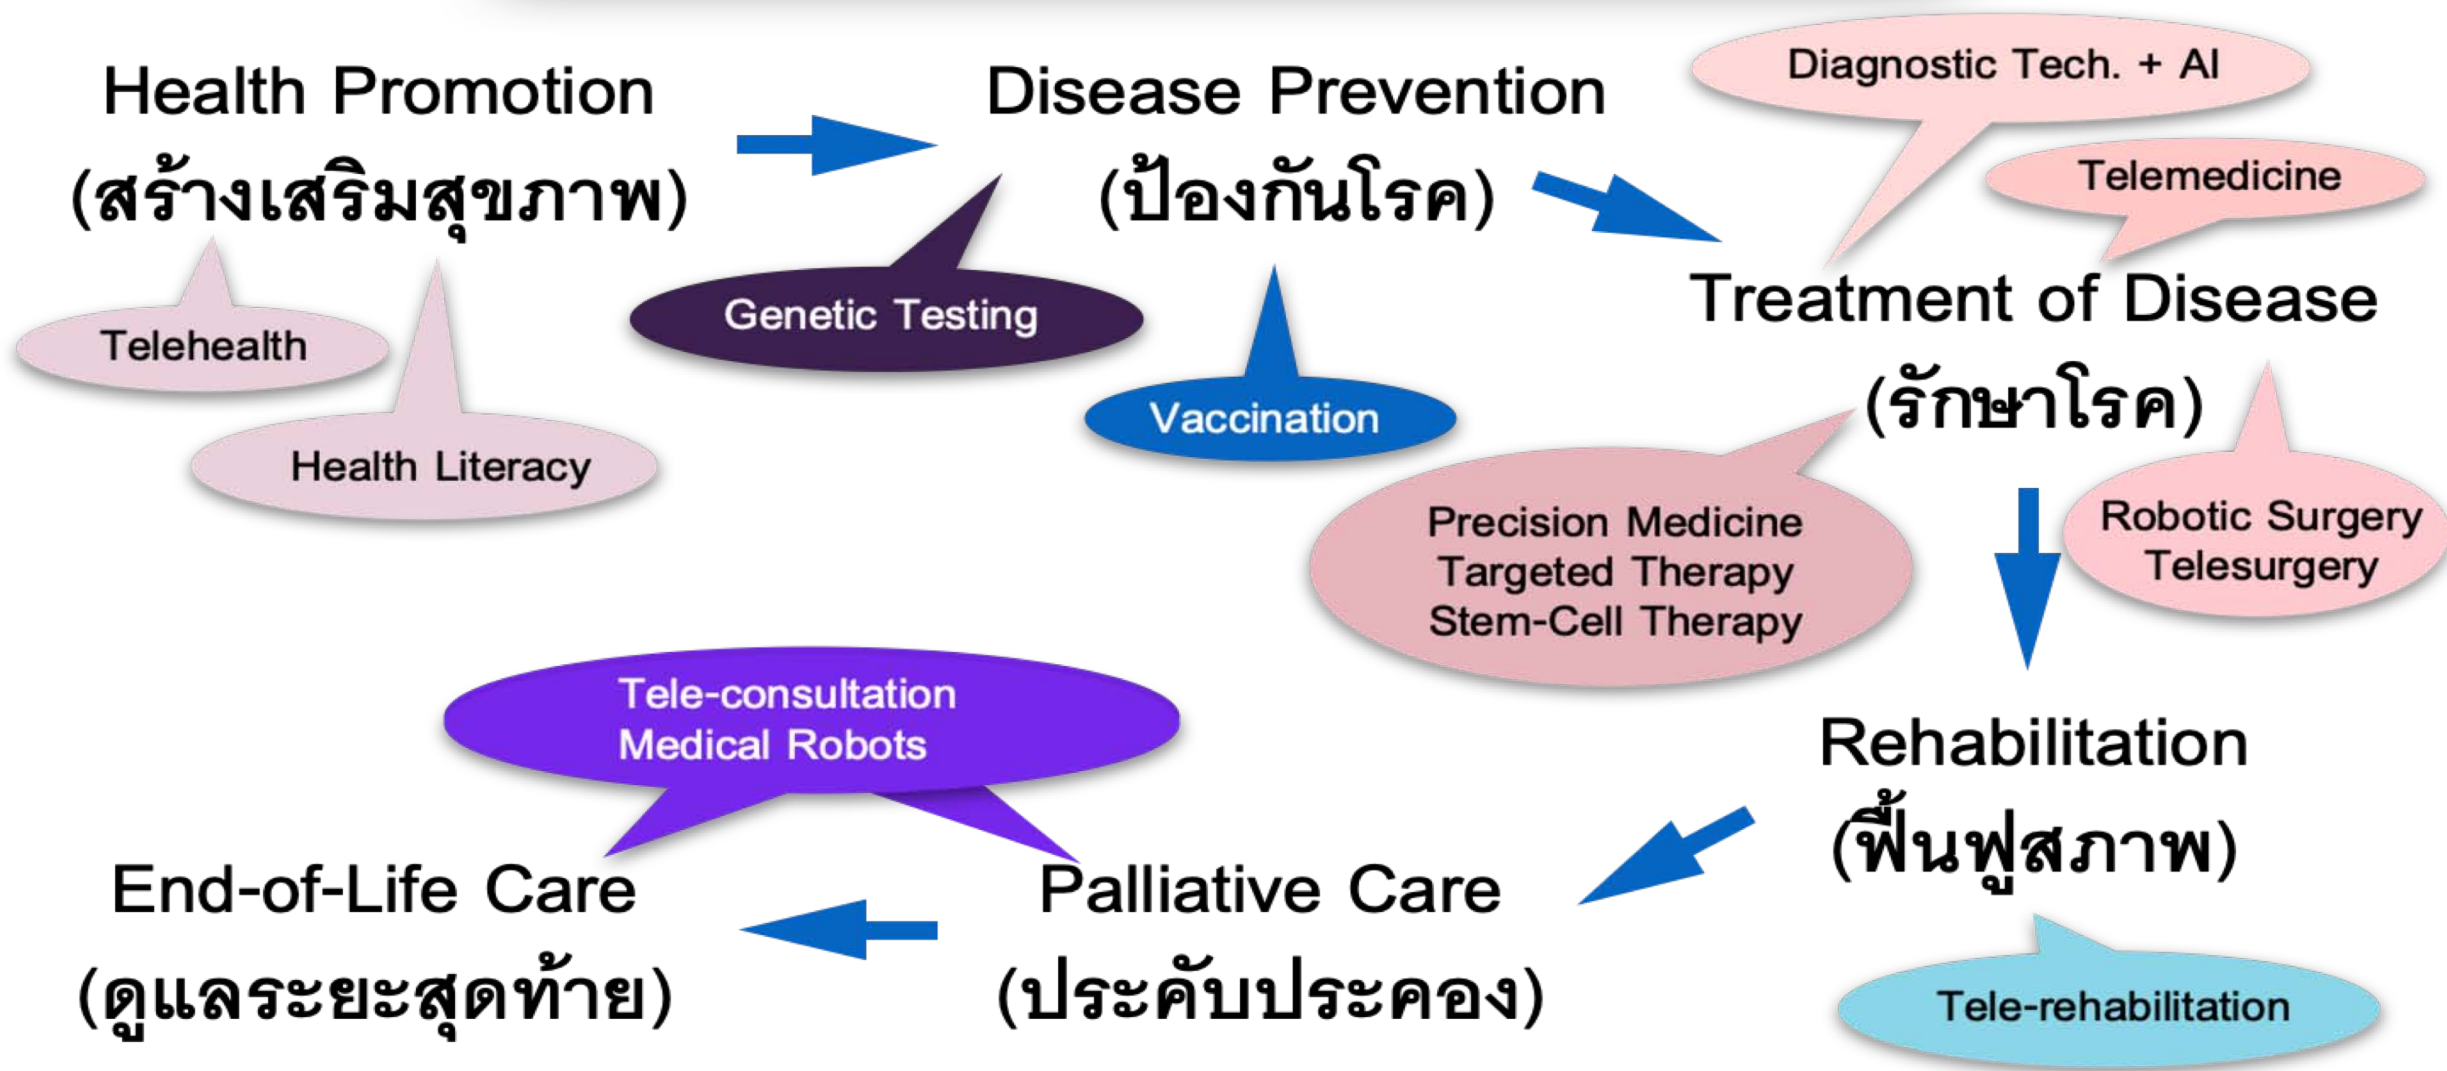 Health Promotion
(สร้างเสริมสุขภาพ)
Telehealth
Health Literacy
Disease Prevention
(ป้องกันโรค)
Genetic Testing
Vaccination
Diagnostic Tech. + AI
Telemedicine
Treatment of Disease
(รักษาโรค)
Precision Medicine
Targeted Therapy
Stem-Cell Therapy
Robotic Surgery
Telesurgery
Rehabilitation
(ฟื้นฟูสภาพ)
Tele-rehabilitation
Tele-consultation
Medical Robots
Palliative Care
(ประคับประคอง)
End-of-Life Care
(ดูแลระยะสุดท้าย)